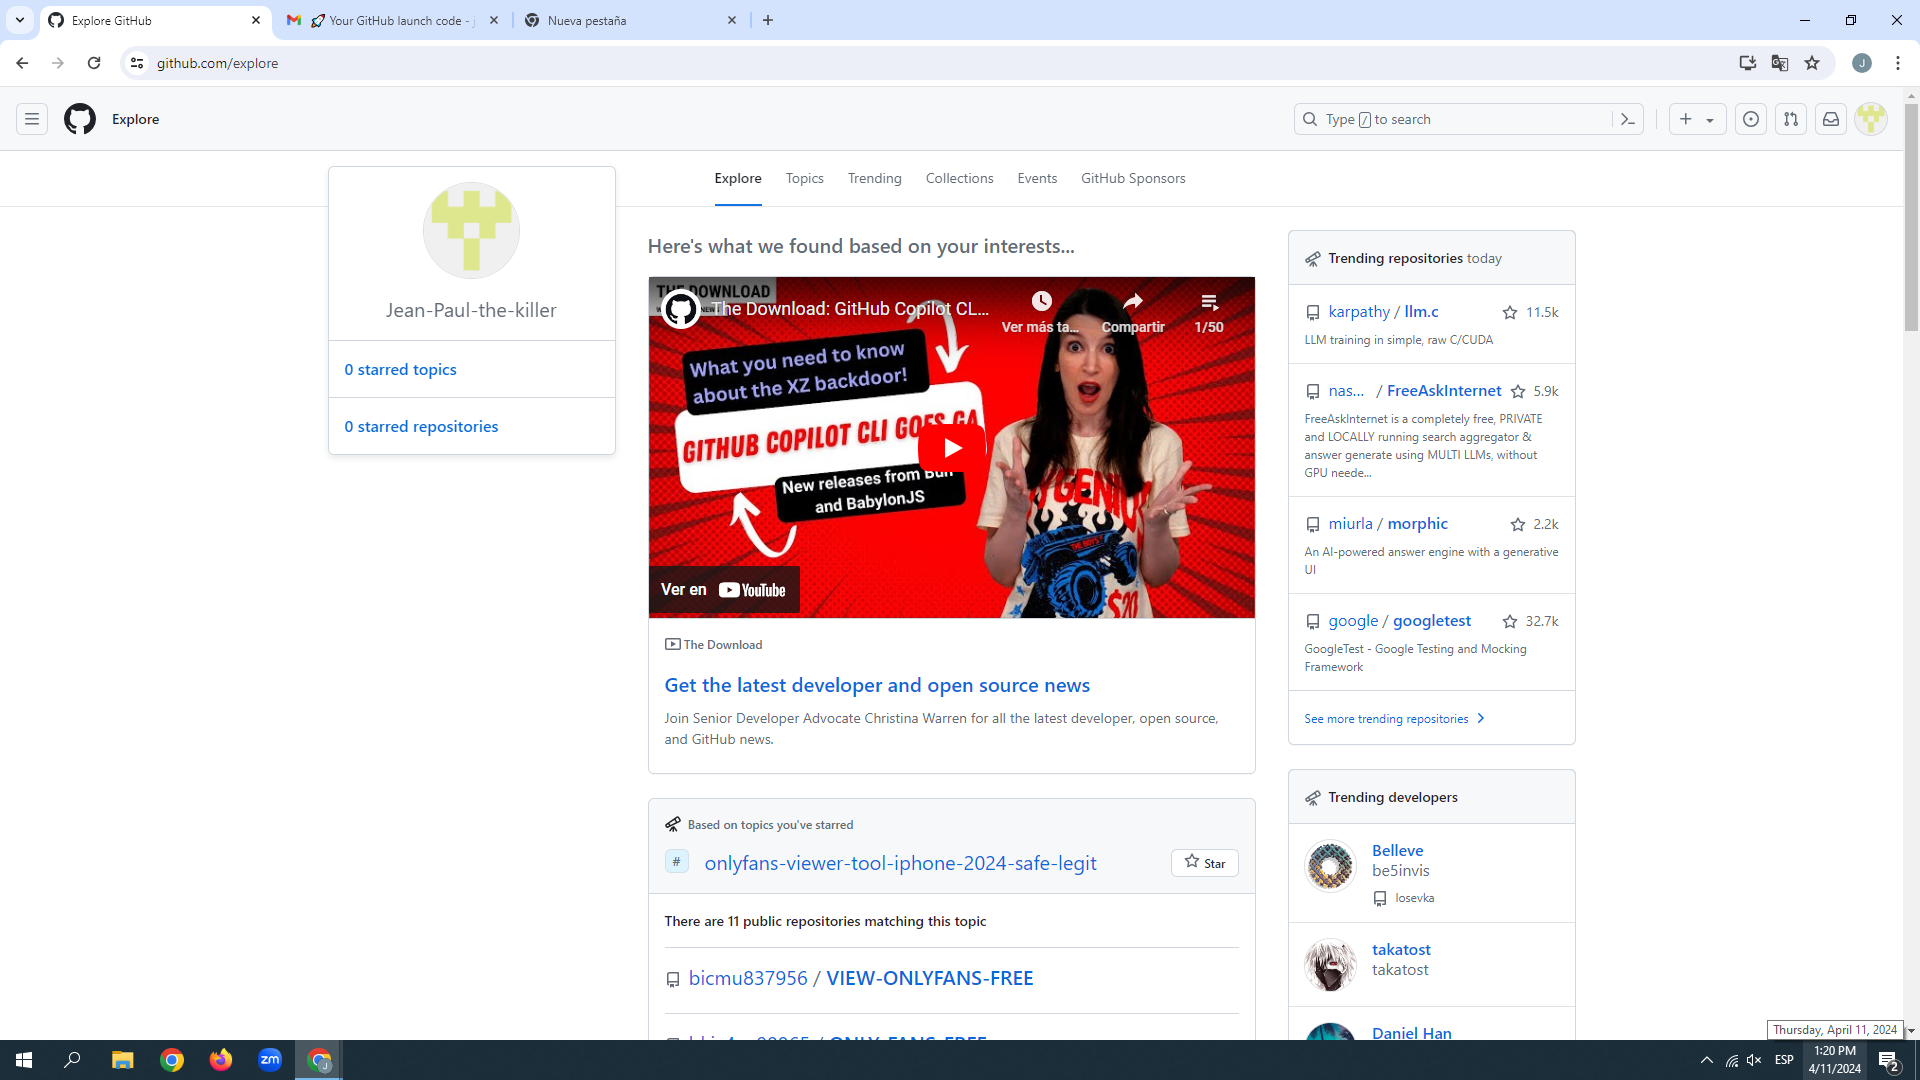 Explore GitHub
Your GitHub launch code -
Nueva pestaña
github.com/explore
J
Explore
Type / to search
Explore Topics Trending Collections Events GitHub Sponsors
Jean-Paul-the-killer
0 starred topics
0 starred repositories
Here's what we found based on your interests...
THE DOWNLOAD
The Download: GitHub Copilot CL...
Ver más ta...
Compartir
1/50
What you need to know
about the XZ backdoor!
GITHUB COPILOT CLI GOES GA
New releases from Bun
and BabylonJS
$20
Ver en YouTube
The Download
Get the latest developer and open source news
Join Senior Developer Advocate Christina Warren for all the latest developer, open source,
and GitHub news.
Based on topics you've starred
# onlyfans-viewer-tool-iphone-2024-safe-legit
Star
There are 11 public repositories matching this topic
bicmu837956 / VIEW-ONLYFANS-FREE
Trending repositories today
karpathy / llm.c 11.5k
LLM training in simple, raw C/CUDA
nas... / FreeAskInternet 5.9k
FreeAskInternet is a completely free, PRIVATE
and LOCALLY running search aggregator &
answer generate using MULTI LLMs, without
GPU neede...
miurla / morphic 2.2k
An AI-powered answer engine with a generative
UI
google / googletest 32.7k
GoogleTest - Google Testing and Mocking
Framework
See more trending repositories
Trending developers
Belleve
be5invis
Iosevka
takatost
takatost
Daniel Han
Thursday, April 11, 2024
zm
J
ESP
1:20 PM
4/11/2024
2